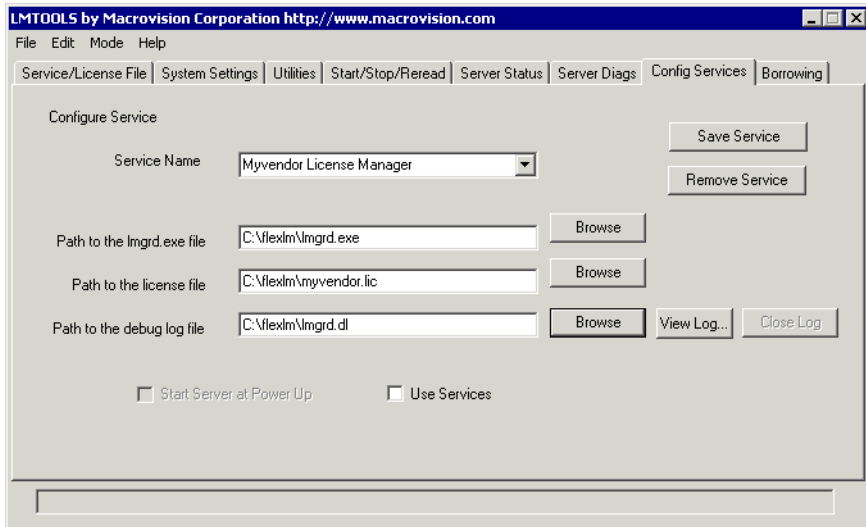 LMTOOLS by Macrovision Corporation http://www.macrovision.com
File Edit Mode Help
Service/License File System Settings Utilities Start/Stop/Reread Server Status Server Diags Config Services Borrowing
Configure Service
Save Service
Service Name Myvendor License Manager
Remove Service
Path to the lmgrd.exe file C:\flexlm\lmgrd.exe Browse
Path to the license file C:\flexlm\myvendor.lic Browse
Path to the debug log file C:\flexlm\lmgrd.dl Browse View Log... Close Log
Start Server at Power Up Use Services